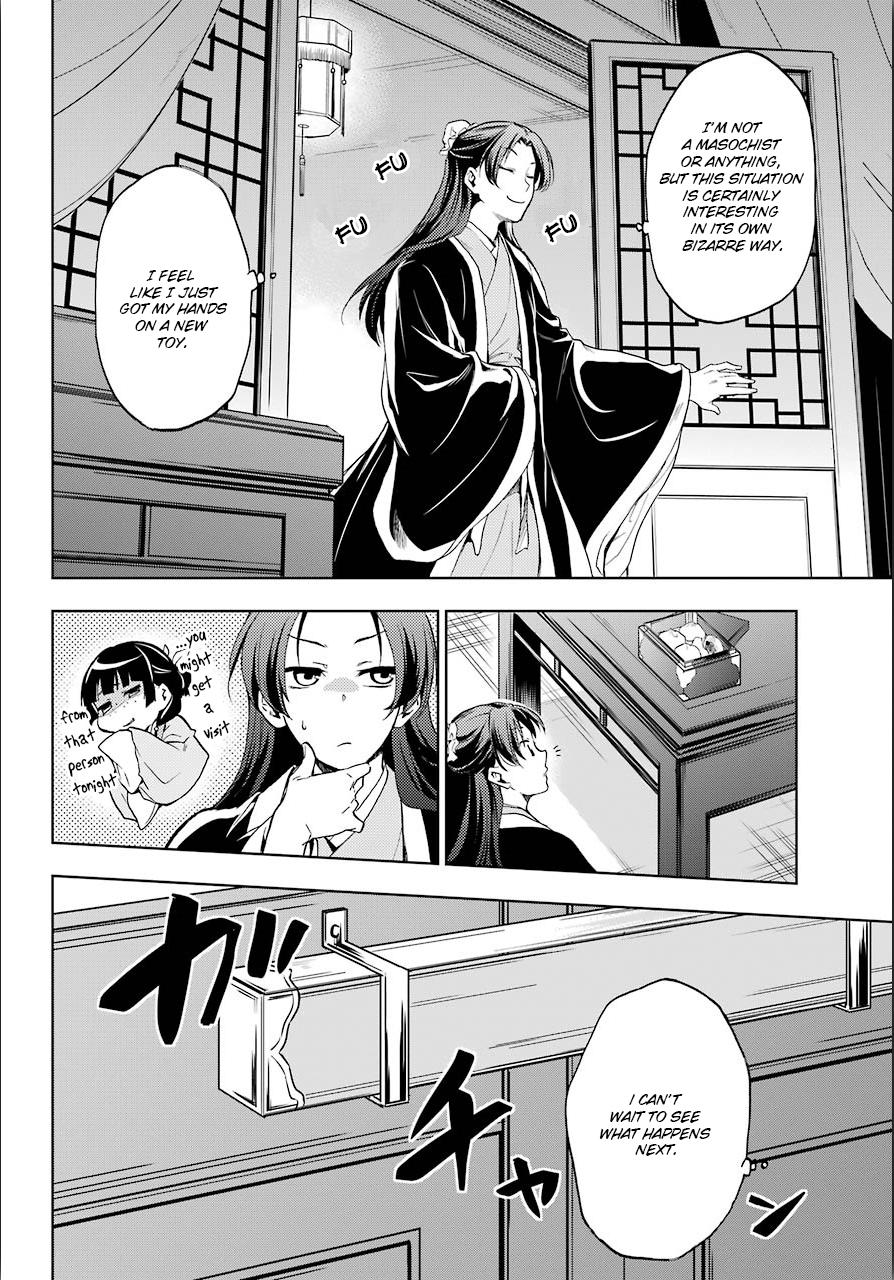 I'M NOT
A MASOCHIST
OR ANYTHING,
BUT THIS SITUATION
IS CERTAINLY
INTERESTING
IN ITS OWN
BIZARRE WAY.
FU
FU
FU
I FEEL
LIKE I JUST
GOT MY HANDS
ON A NEW
TOY.
...you
might
get
a
visit
from
that
person
tonight
ガ
チ
ャ
ン
I CAN'T
WAIT TO SEE
WHAT HAPPENS
NEXT.